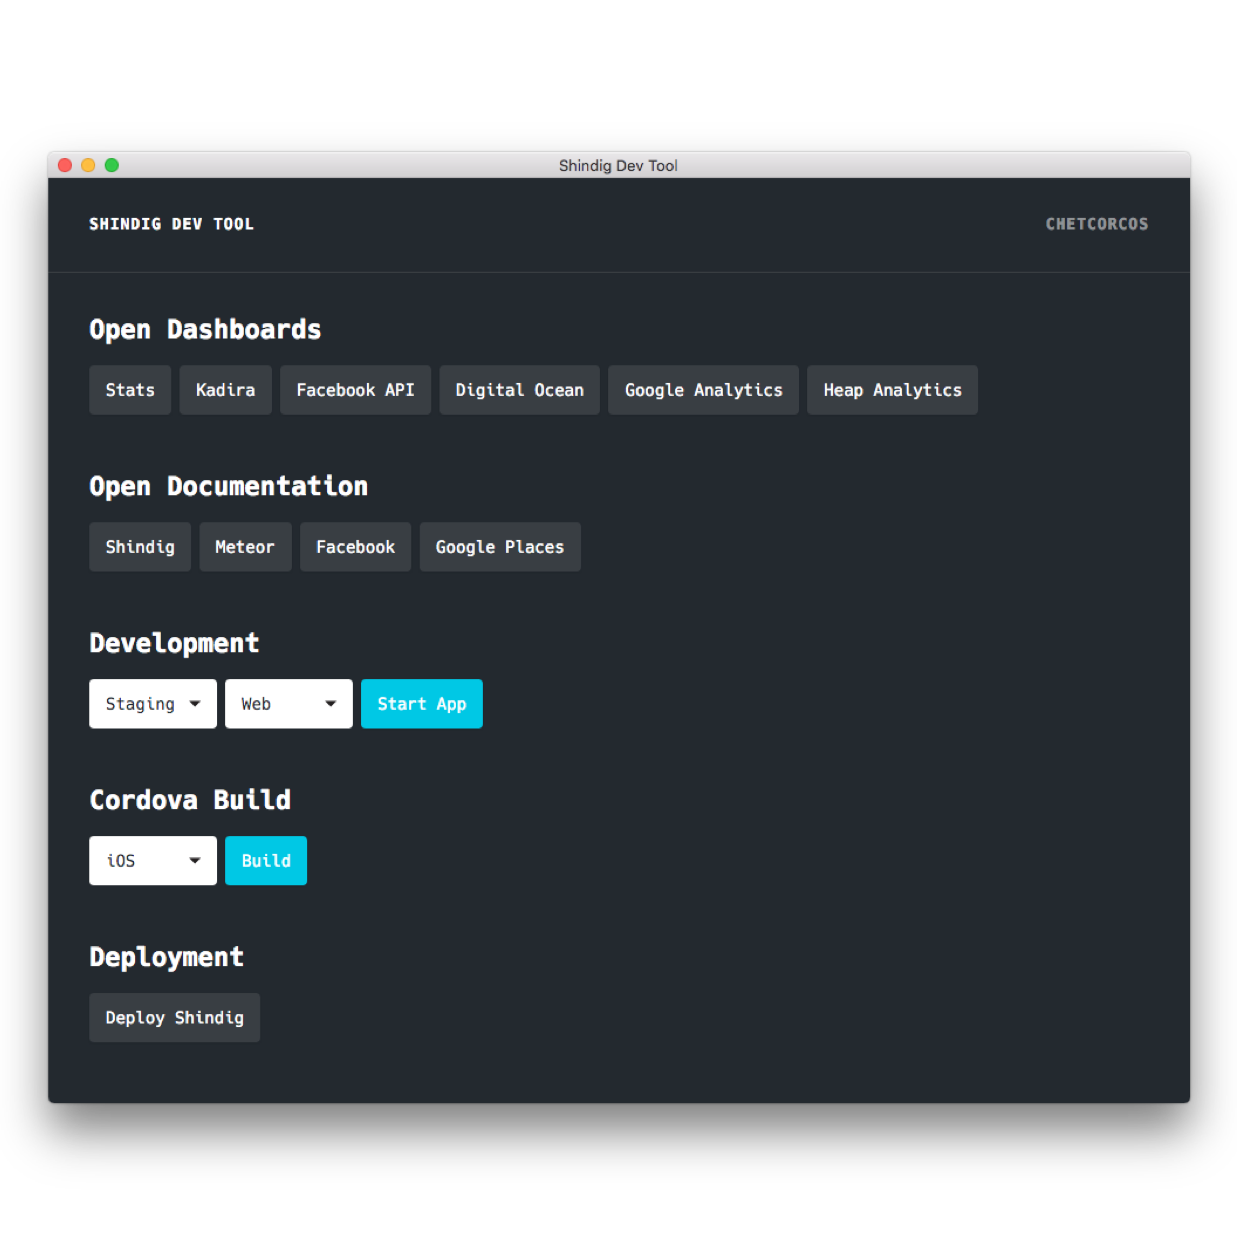 Shindig Dev Tool
SHINDIG DEV TOOL CHETCORCOS
Open Dashboards
Stats Kadira Facebook API Digital Ocean Google Analytics Heap Analytics
Open Documentation
Shindig Meteor Facebook Google Places
Development
Staging Web Start App
Cordova Build
iOS Build
Deployment
Deploy Shindig